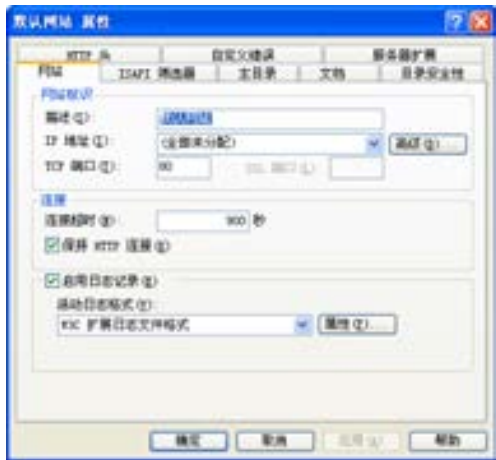 默认网站 属性
HTTP 头 自定义错误 服务器扩展
网站 ISAPI 筛选器 主目录 文档 目录安全性
网站标识
描述(S): 默认网站
IP 地址(I): (全部未分配) 高级(D)...
TCP 端口(T): 80 SSL 端口(L):
连接
连接超时(N): 900 秒
保持 HTTP 连接(K)
启用日志记录(E)
活动日志格式(V):
W3C 扩展日志文件格式 属性(P)...
确定 取消 应用(A) 帮助